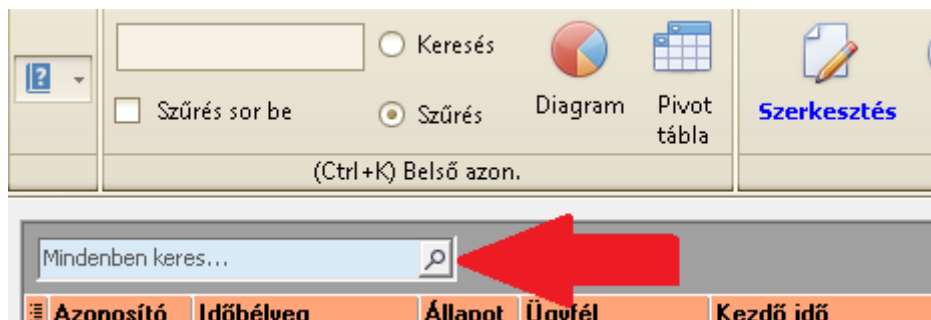 Keresés
Szűrés sor be
Szűrés
Diagram
Pivot
tábla
Szerkesztés
(Ctrl+K) Belső azon.
Mindenben keres...
Azonosító Időbélyeg Állapot Ügyfél Kezdő idő